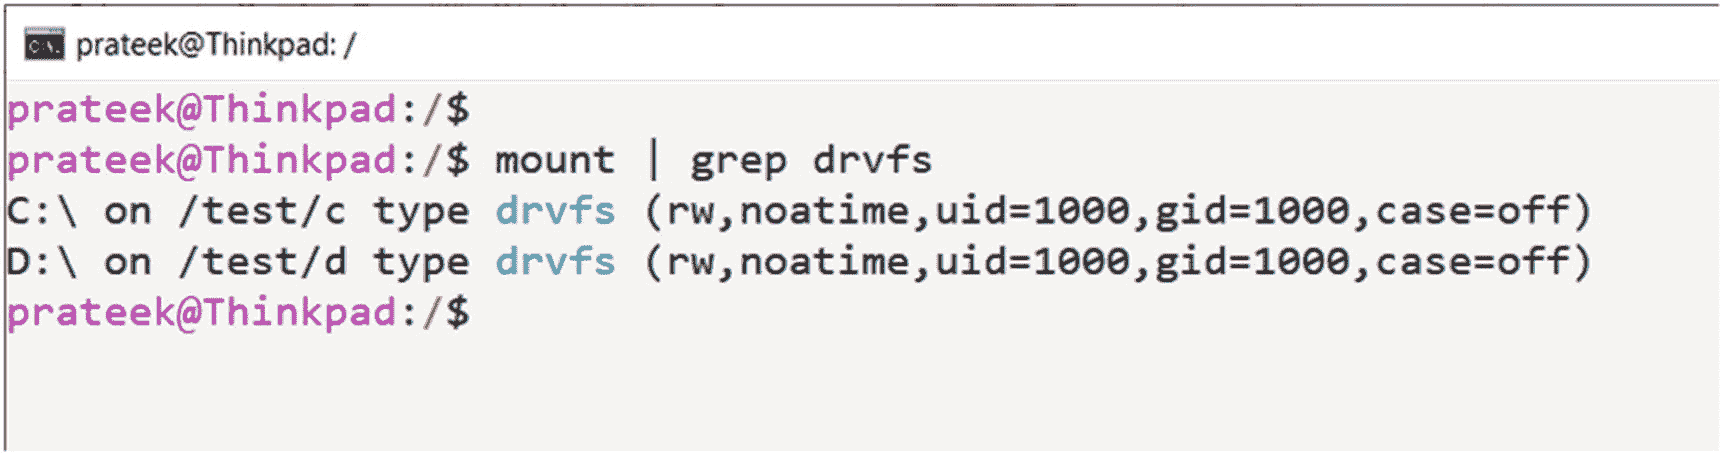 C:\. prateek@Thinkpad: /
prateek@Thinkpad:/$
prateek@Thinkpad:/$ mount | grep drvfs
C:\ on /test/c type drvfs (rw,noatime,uid=1000,gid=1000,case=off)
D:\ on /test/d type drvfs (rw,noatime,uid=1000,gid=1000,case=off)
prateek@Thinkpad:/$